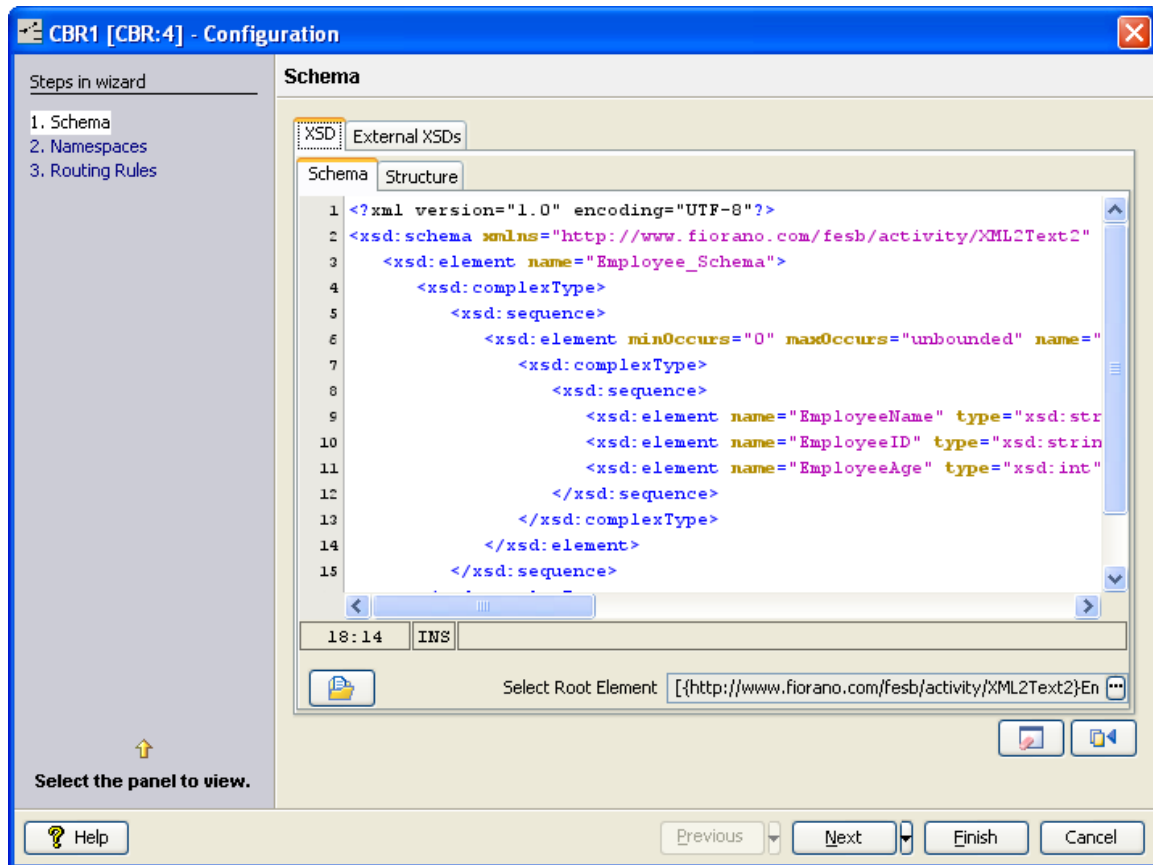 CBR1 [CBR:4] - Configuration
Steps in wizard
1. Schema
2. Namespaces
3. Routing Rules
Select the panel to view.
Schema
XSD External XSDs
Schema Structure
1 <?xml version="1.0" encoding="UTF-8"?>
2 <xsd:schema xmlns="http://www.fiorano.com/fesb/activity/XML2Text2"
3 <xsd:element name="Employee_Schema">
4 <xsd:complexType>
5 <xsd:sequence>
6 <xsd:element minOccurs="0" maxOccurs="unbounded" name="
7 <xsd:complexType>
8 <xsd:sequence>
9 <xsd:element name="EmployeeName" type="xsd:str
10 <xsd:element name="EmployeeID" type="xsd:strin
11 <xsd:element name="EmployeeAge" type="xsd:int"
12 </xsd:sequence>
13 </xsd:complexType>
14 </xsd:element>
15 </xsd:sequence>
18:14 INS
Select Root Element [{http://www.fiorano.com/fesb/activity/XML2Text2}En ...
Help Previous Next Finish Cancel